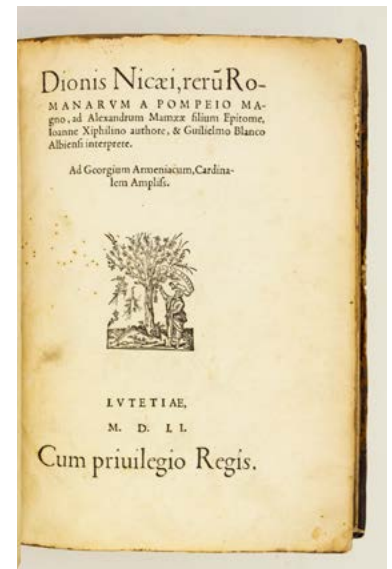 Dionis Nicæi, rerũ Ro-
MANARVM A POMPEIO MA-
gno, ad Alexandrum Mamææ filium Epitome,
Ioanne Xiphilino authore, & Guilielmo Blanco
Albiensi interprete.
Ad Georgium Armeniacum, Cardina-
lem Ampliss.
LVTETIAE,
M. D. LI.
Cum priuilegio Regis.